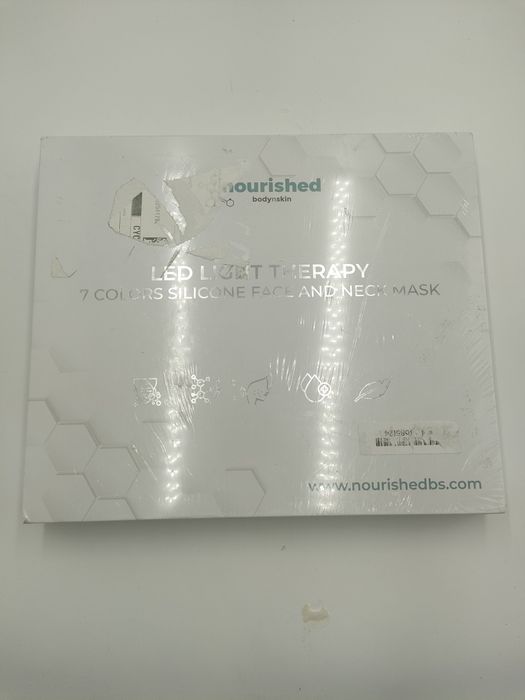 nourished
bodynskin
LED LIGHT THERAPY
7 COLORS SILICONE FACE AND NECK MASK
www.nourishedbs.com